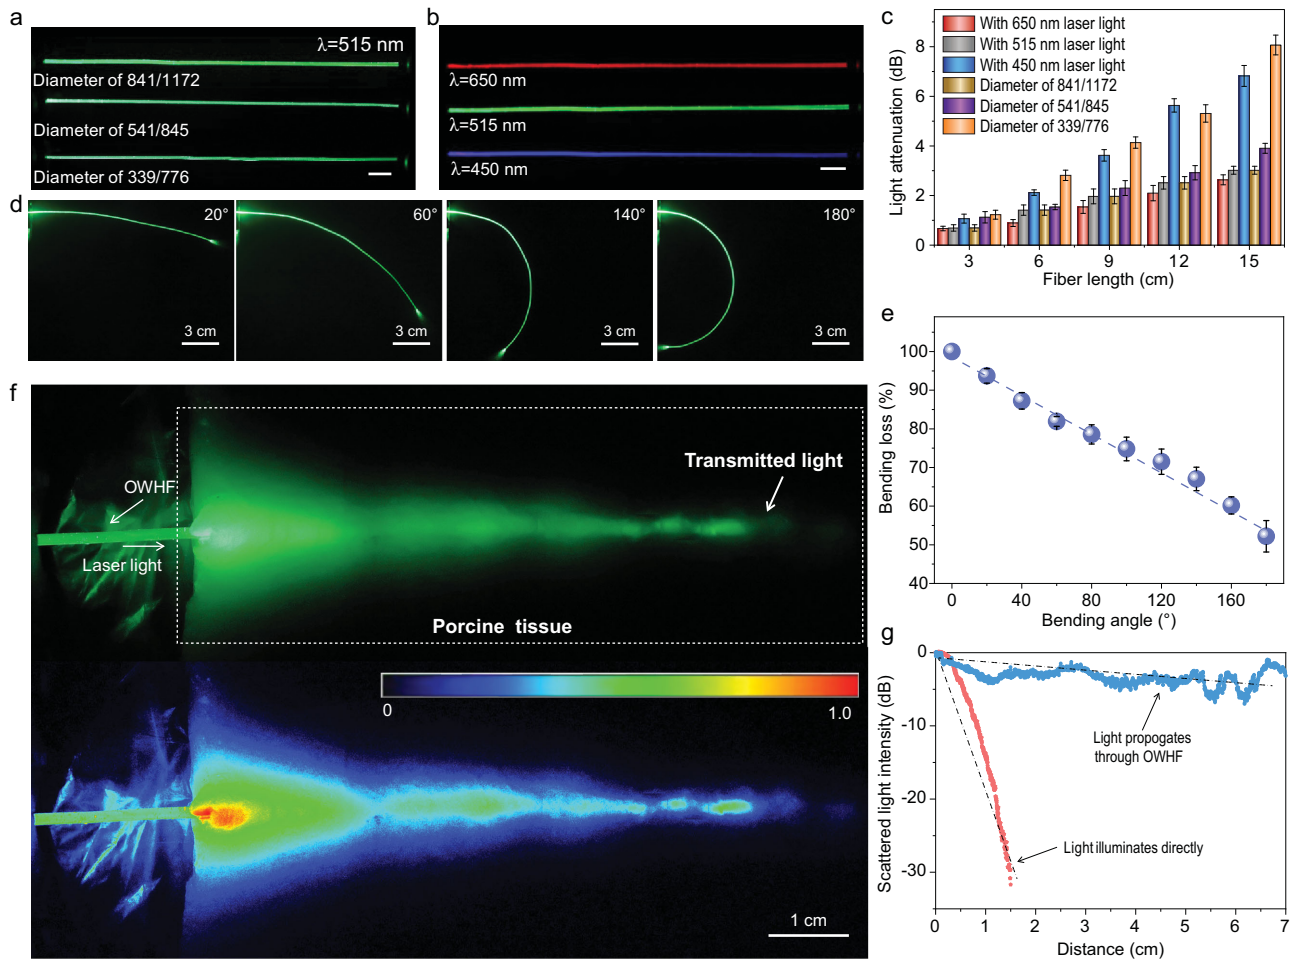 a
λ=515 nm
Diameter of 841/1172
Diameter of 541/845
Diameter of 339/776
b
λ=650 nm
λ=515 nm
λ=450 nm
c
With 650 nm laser light
With 515 nm laser light
With 450 nm laser light
Diameter of 841/1172
Diameter of 541/845
Diameter of 339/776
Light attenuation (dB)
8
6
4
2
0
3
6
9
12
15
Fiber length (cm)
d
20°
3 cm
60°
3 cm
140°
3 cm
180°
3 cm
e
Bending loss (%)
100
90
80
70
60
50
40
0
40
80
120
160
Bending angle (°)
f
OWHF
Laser light
Transmitted light
Porcine tissue
0
1.0
1 cm
g
Scattered light intensity (dB)
0
-10
-20
-30
Light propogates
through OWHF
Light illuminates directly
0
1
2
3
4
5
6
7
Distance (cm)